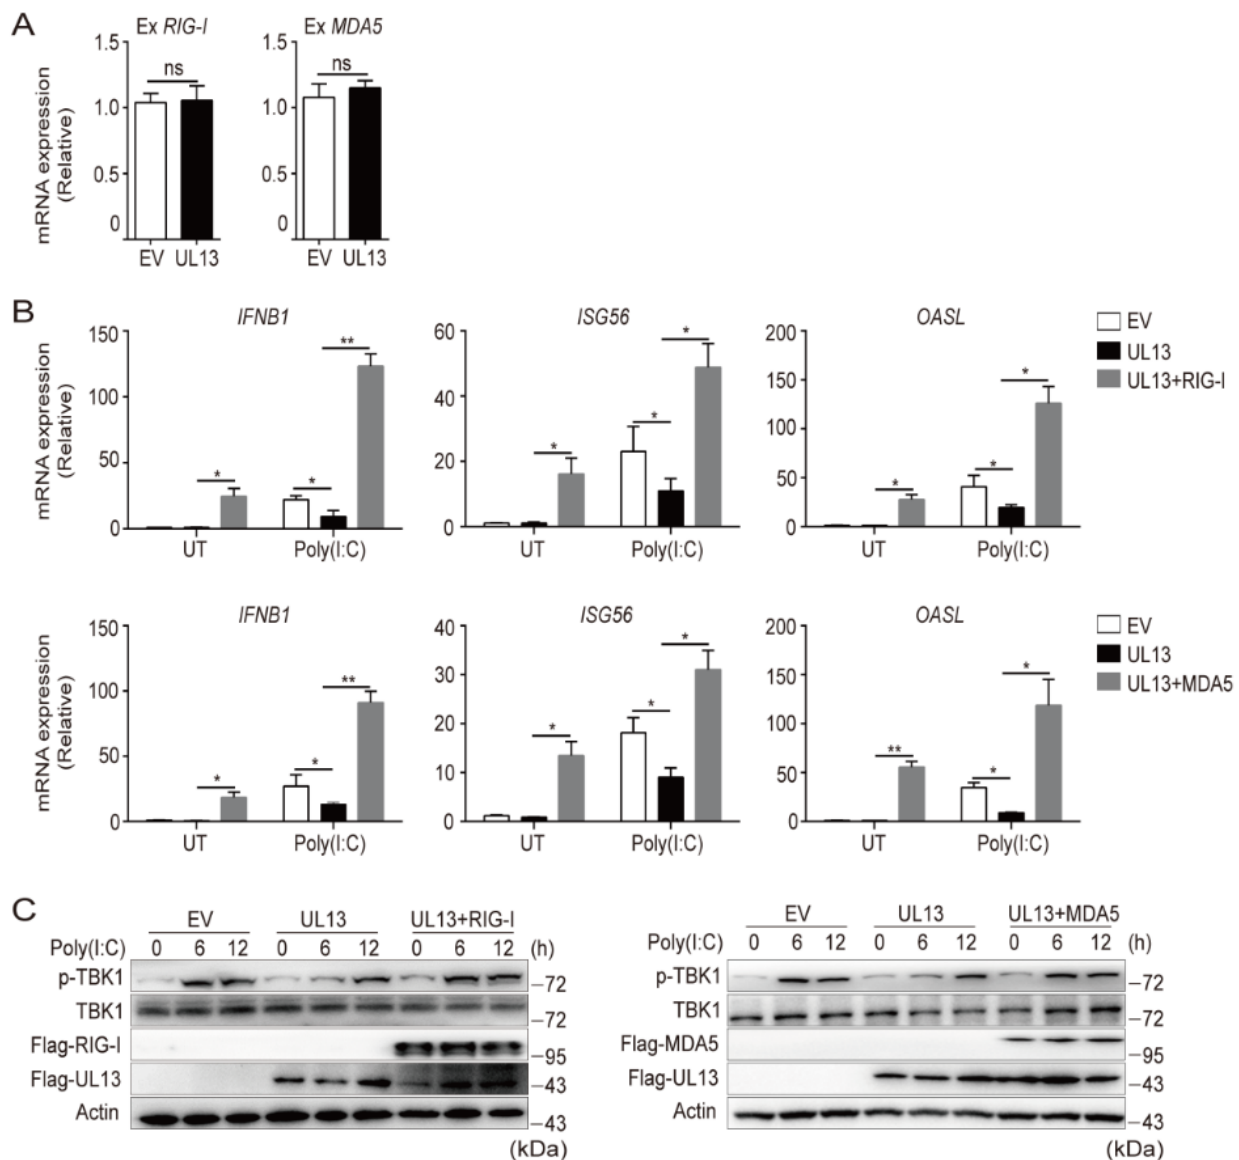 A
Ex RIG-I
Ex MDA5
mRNA expression
(Relative)
1.5
1.0
0.5
0
ns
EV UL13
1.5
1.0
0.5
0
ns
EV UL13
B
mRNA expression
(Relative)
IFNB1
150
100
50
0
*
*
**
UT Poly(I:C)
ISG56
60
40
20
0
*
*
*
UT Poly(I:C)
OASL
200
150
100
50
0
*
*
*
UT Poly(I:C)
EV
UL13
UL13+RIG-I
mRNA expression
(Relative)
IFNB1
150
100
50
0
*
*
**
UT Poly(I:C)
ISG56
40
30
20
10
0
*
*
*
UT Poly(I:C)
OASL
200
150
100
50
0
**
*
*
UT Poly(I:C)
EV
UL13
UL13+MDA5
C
EV UL13 UL13+RIG-I
Poly(I:C) 0 6 12 0 6 12 0 6 12 (h)
p-TBK1 –72
TBK1 –72
Flag-RIG-I –95
Flag-UL13 –43
Actin –43
(kDa)
EV UL13 UL13+MDA5
Poly(I:C) 0 6 12 0 6 12 0 6 12 (h)
p-TBK1 –72
TBK1 –72
Flag-MDA5 –95
Flag-UL13 –43
Actin –43
(kDa)